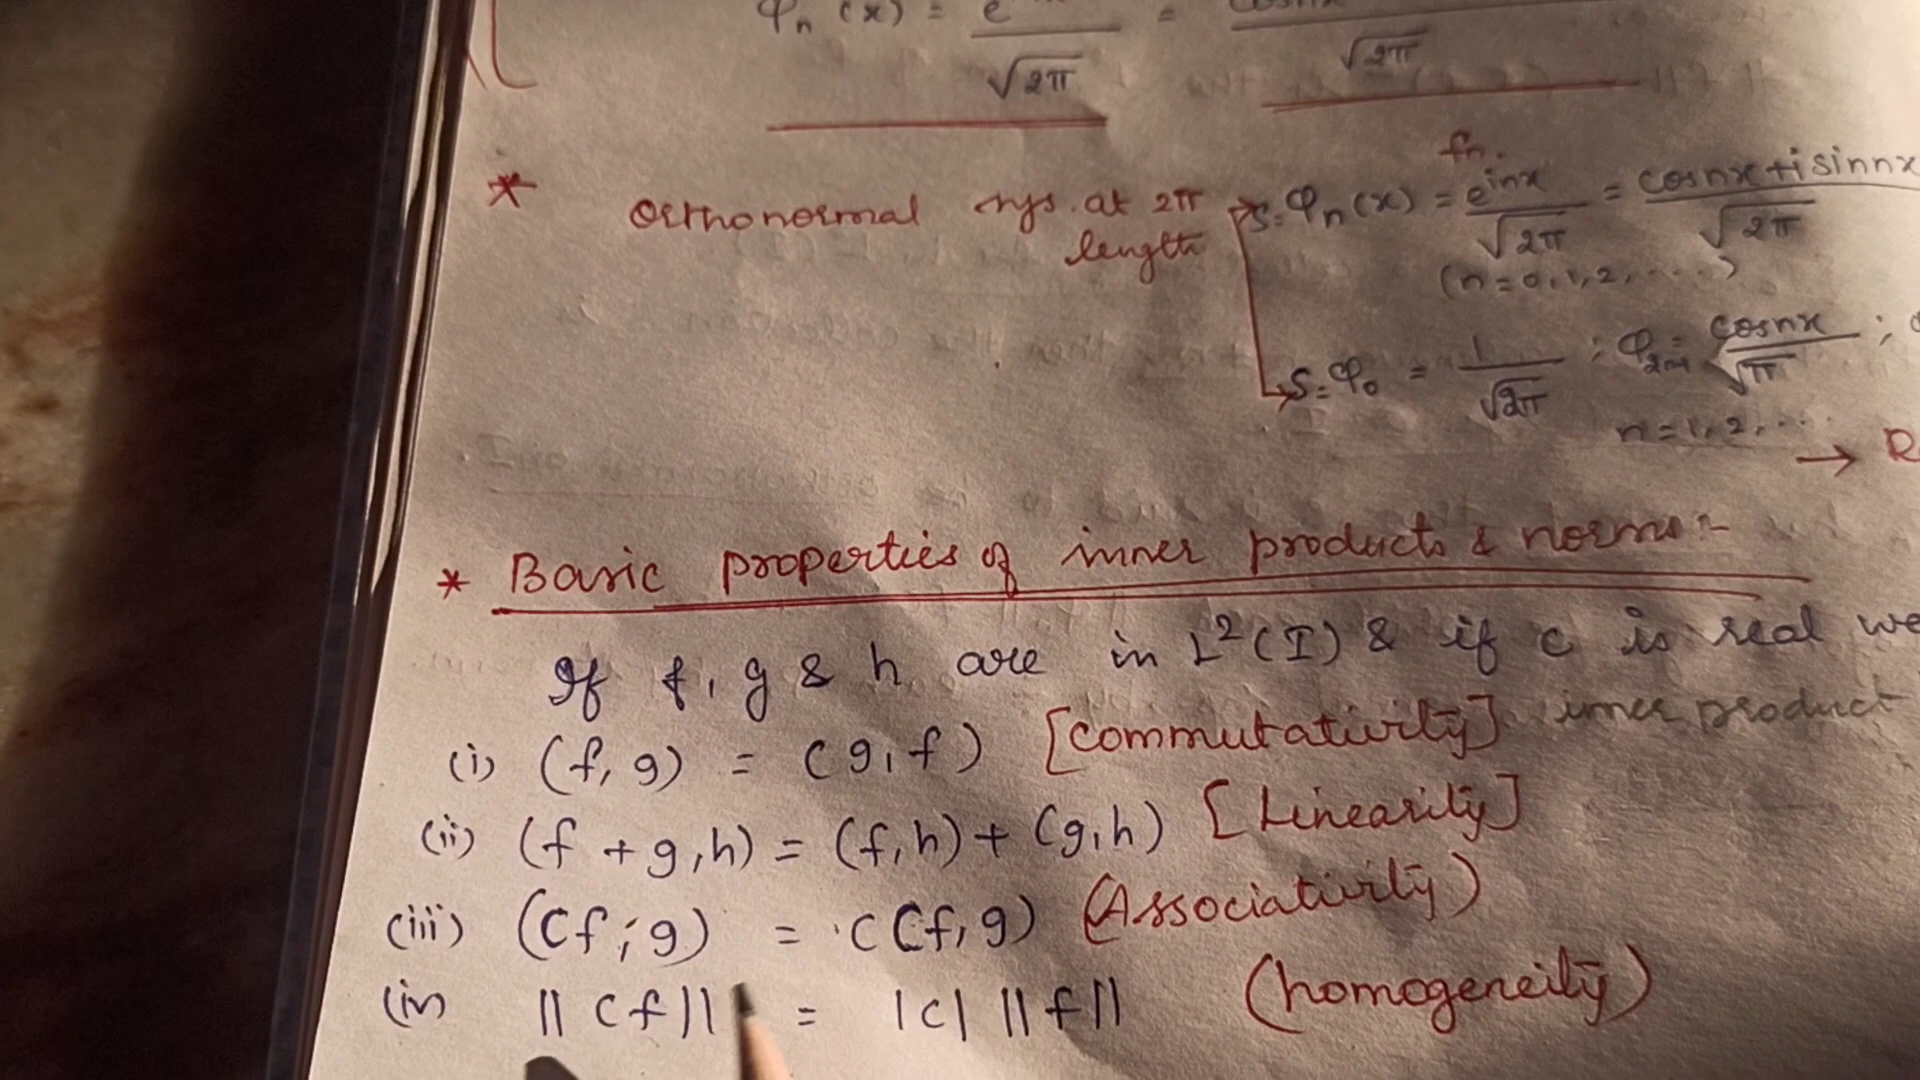 φn(x) = e / √2π = / √2π
* Orthonormal sys. at 2π length
fn.
S = φn(x) = e^inx / √2π = cosnx + i sinnx / √2π
(n = 0, 1, 2, ....)
S = φ0 = 1 / √2π ; φ2n-1 = cosnx / √π ;
n = 1, 2, ...
→ R
* Basic properties of inner products & norms :-
If f, g & h are in L²(I) & if c is real we
(i) (f, g) = (g, f) [Commutativity] inner product
(ii) (f + g, h) = (f, h) + (g, h) [Linearity]
(iii) (Cf, g) = C(f, g) (Associativity)
(iv) || Cf || = |c| ||f|| (homogeneity)